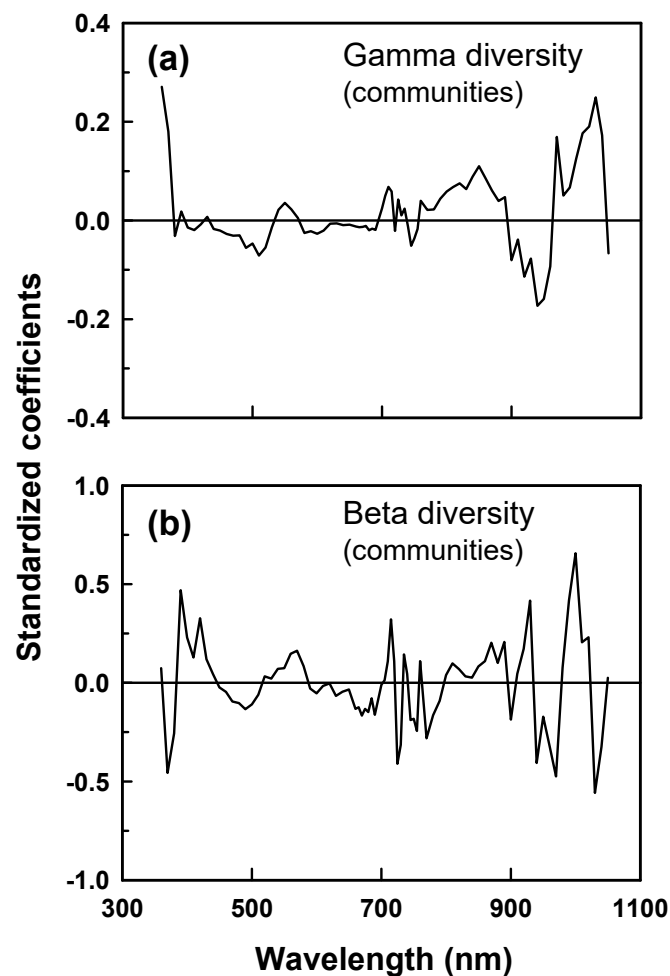 Standardized coefficients
0.4
0.2
0.0
-0.2
-0.4
(a)
Gamma diversity
(communities)
1.0
0.5
0.0
-0.5
-1.0
(b)
Beta diversity
(communities)
300 500 700 900 1100
Wavelength (nm)